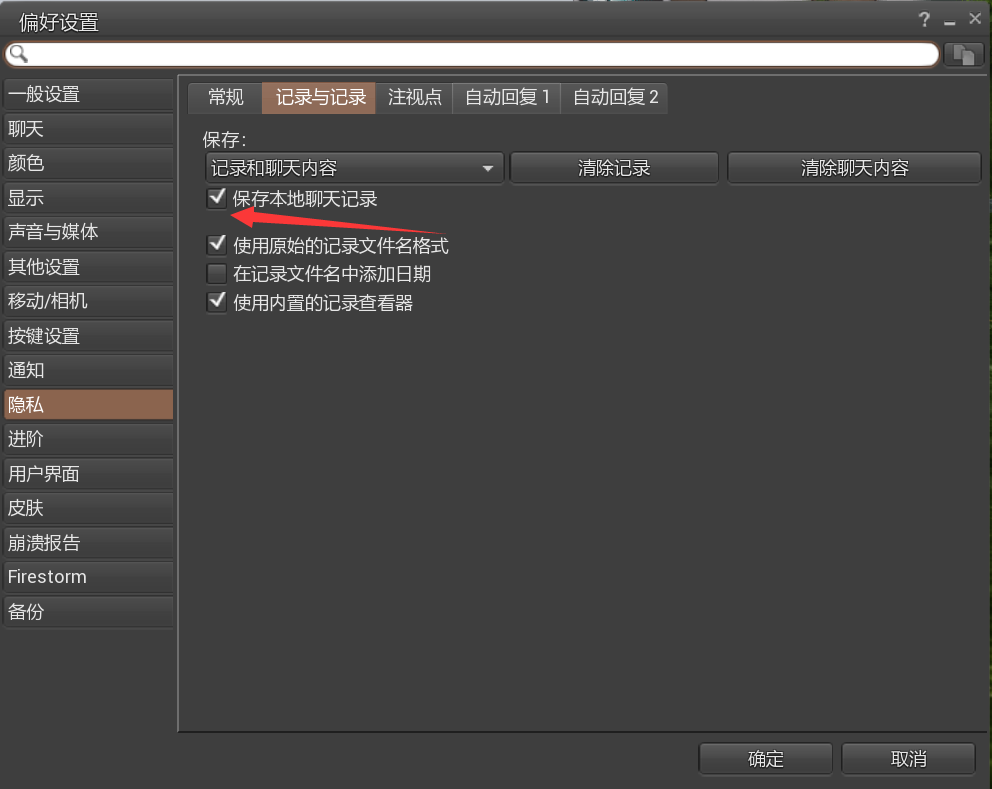 偏好设置
一般设置
聊天
颜色
显示
声音与媒体
其他设置
移动/相机
按键设置
通知
隐私
进阶
用户界面
皮肤
崩溃报告
Firestorm
备份
常规 记录与记录 注视点 自动回复 1 自动回复 2
保存：
记录和聊天内容 清除记录 清除聊天内容
保存本地聊天记录
使用原始的记录文件名格式
在记录文件名中添加日期
使用内置的记录查看器
确定 取消